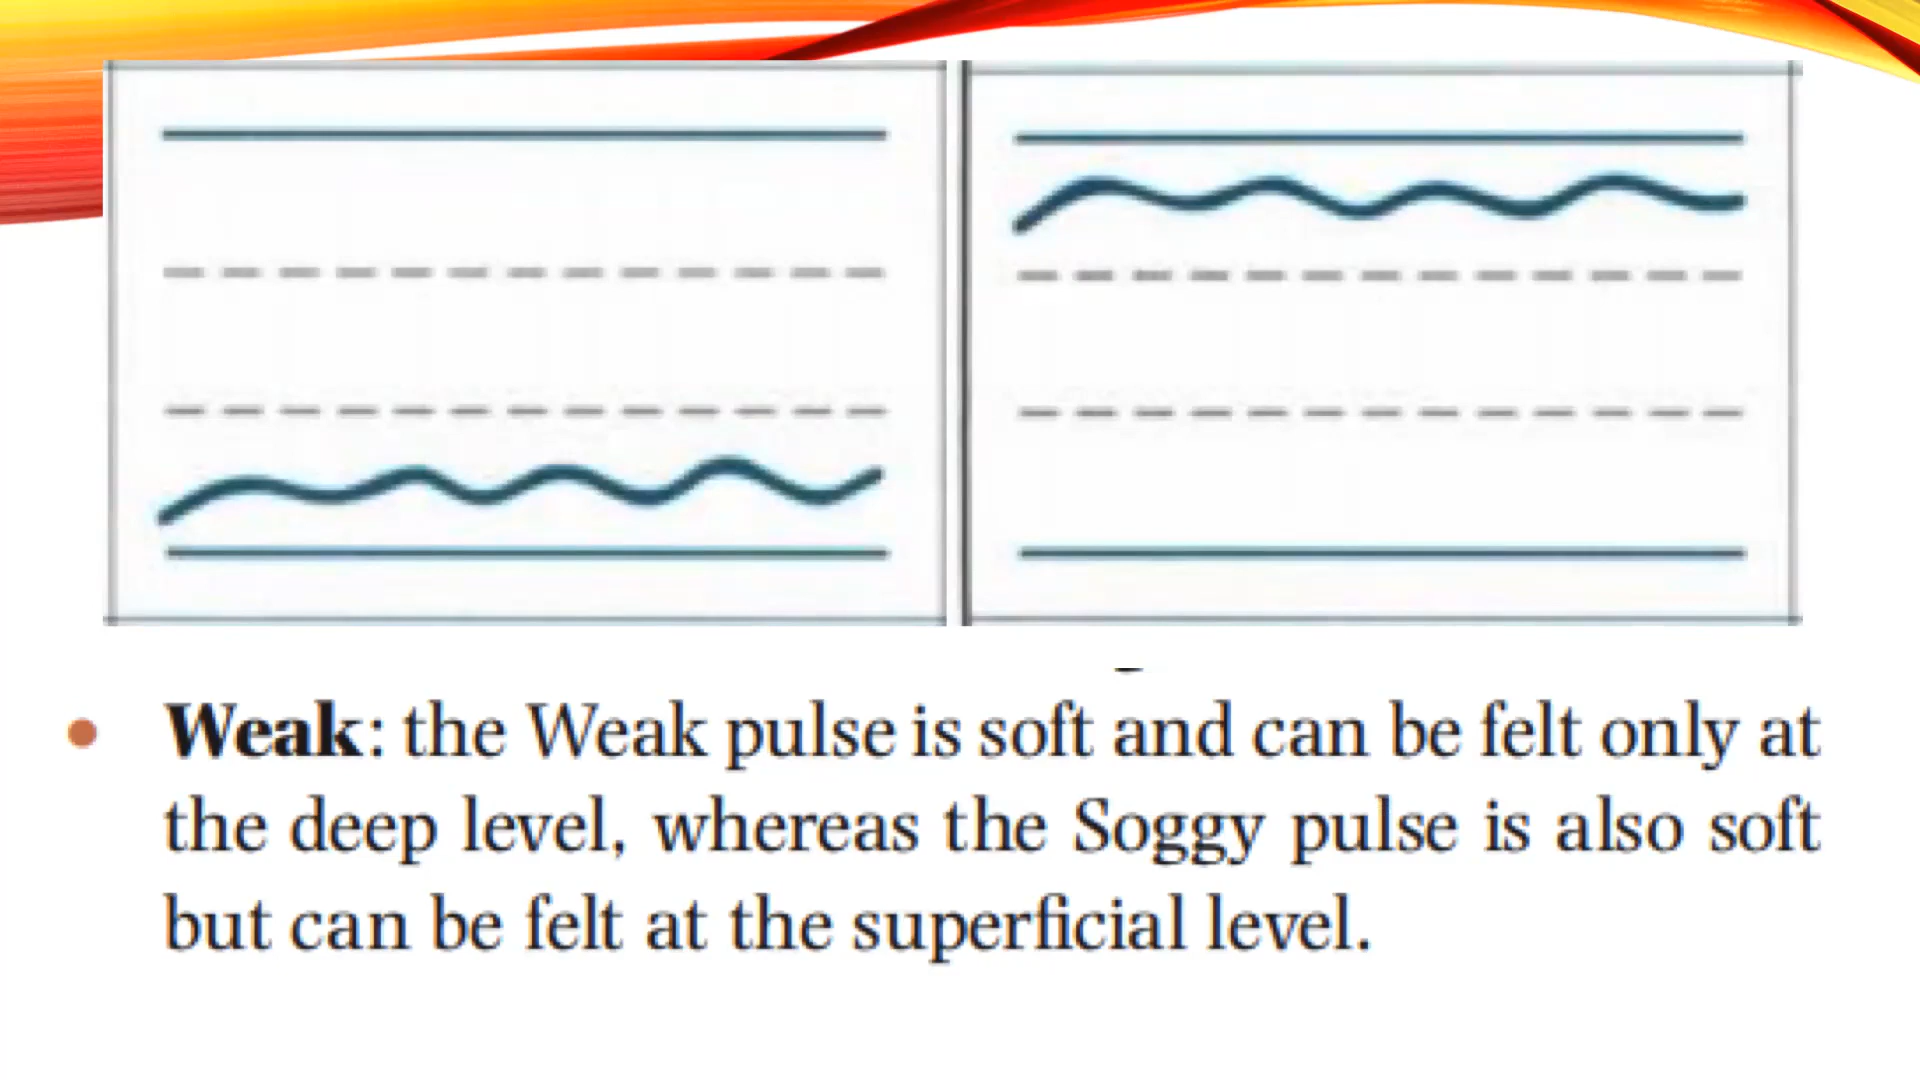 Weak: the Weak pulse is soft and can be felt only at
the deep level, whereas the Soggy pulse is also soft
but can be felt at the superficial level.